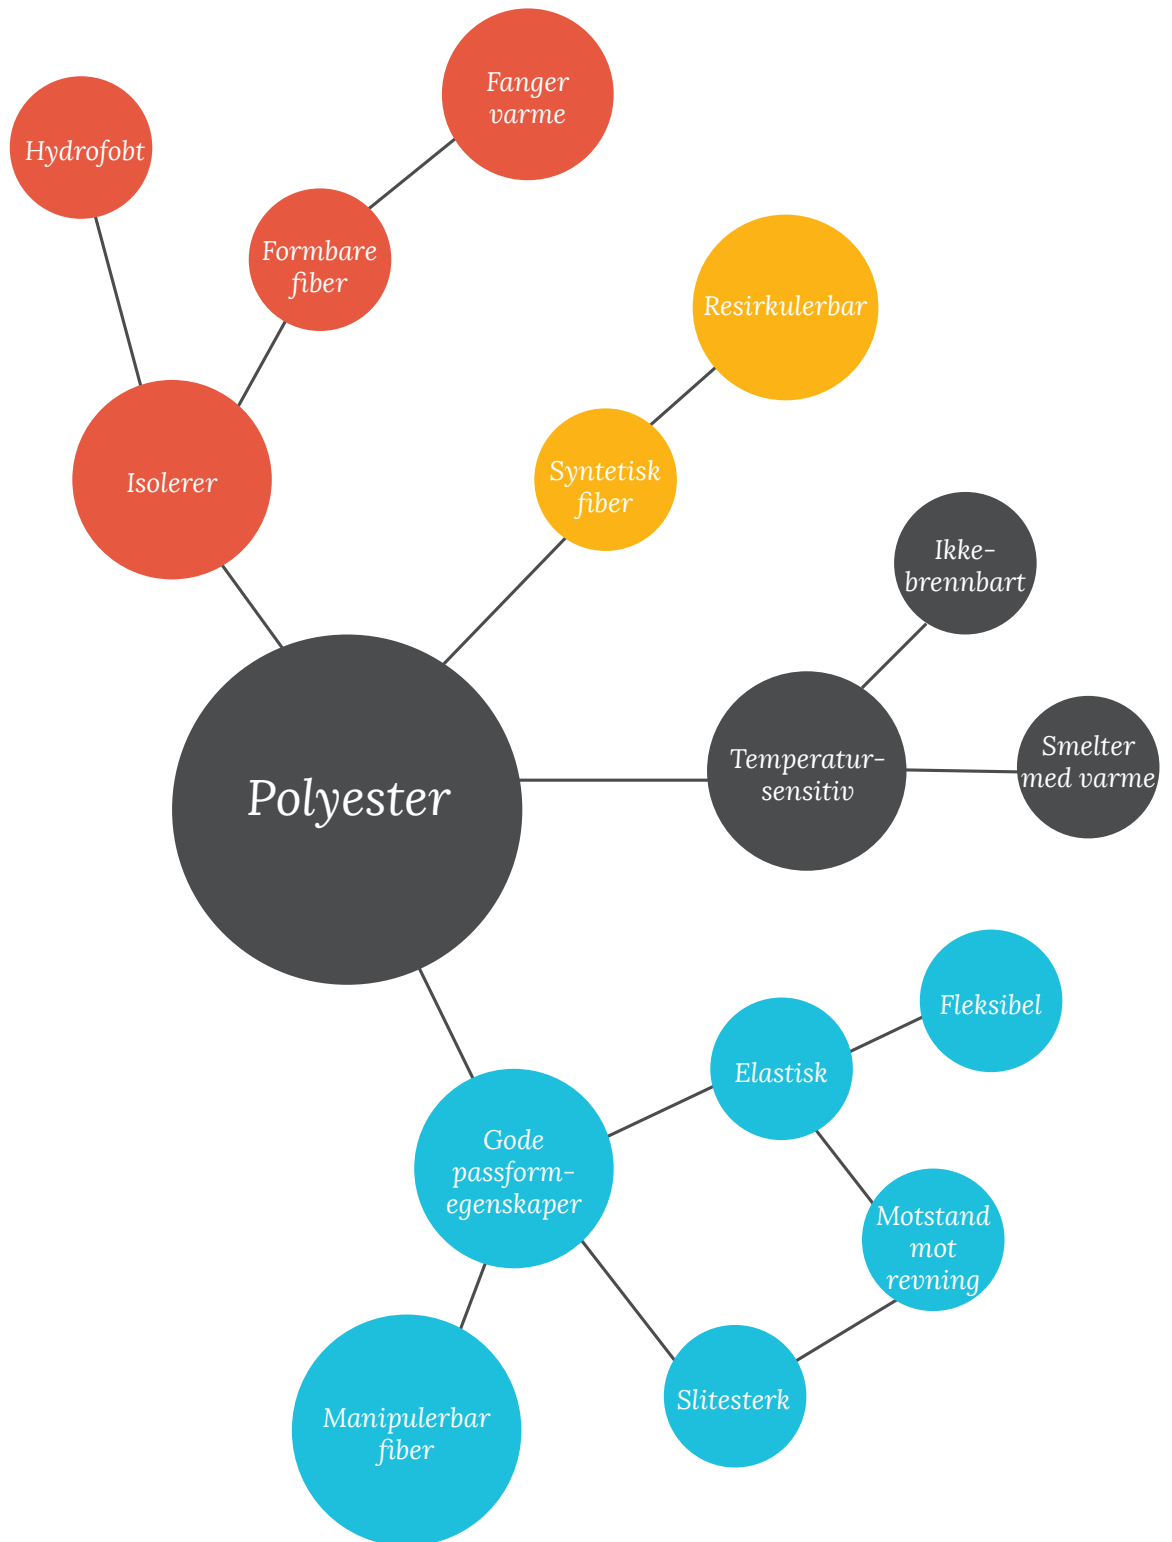 Fanger
varme
Hydrofobt
Formbare
fiber
Resirkulerbar
Isolerer
Syntetisk
fiber
Ikke-
brennbart
Temperatur-
sensitiv
Smelter
med varme
Polyester
Fleksibel
Elastisk
Gode
passform-
egenskaper
Motstand
mot
revning
Slitesterk
Manipulerbar
fiber